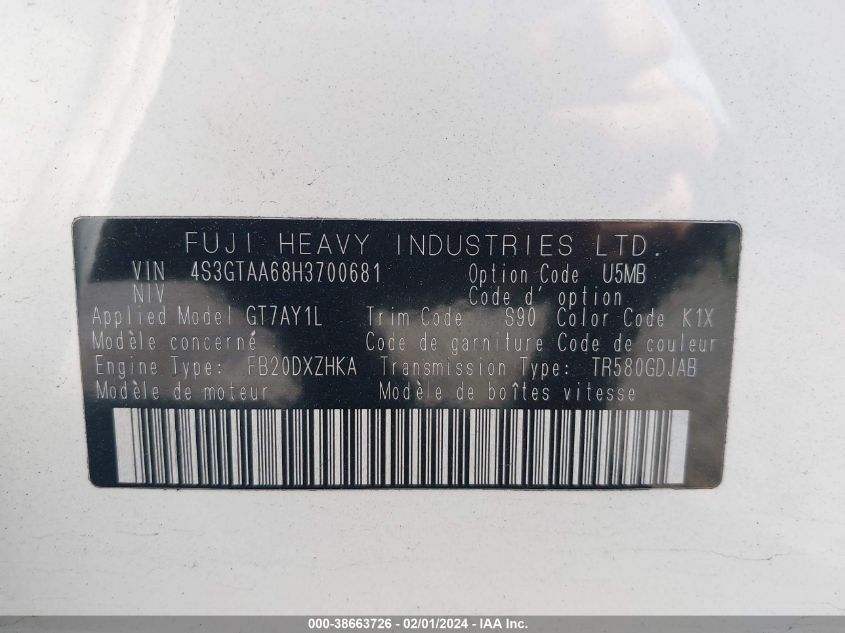 FUJI HEAVY INDUSTRIES LTD.
VIN 4S3GTAA68H3700681 Option Code U5MB
NIV Code d' option
Applied Model GT7AY1L Trim Code S90 Color Code K1X
Modèle concerné Code de garniture Code de couleur
Engine Type: FB20DXZHKA Transmission Type: TR580GDJAB
Modèle de moteur Modèle de boîtes vitesse
000-38663726 - 02/01/2024 - IAA Inc.